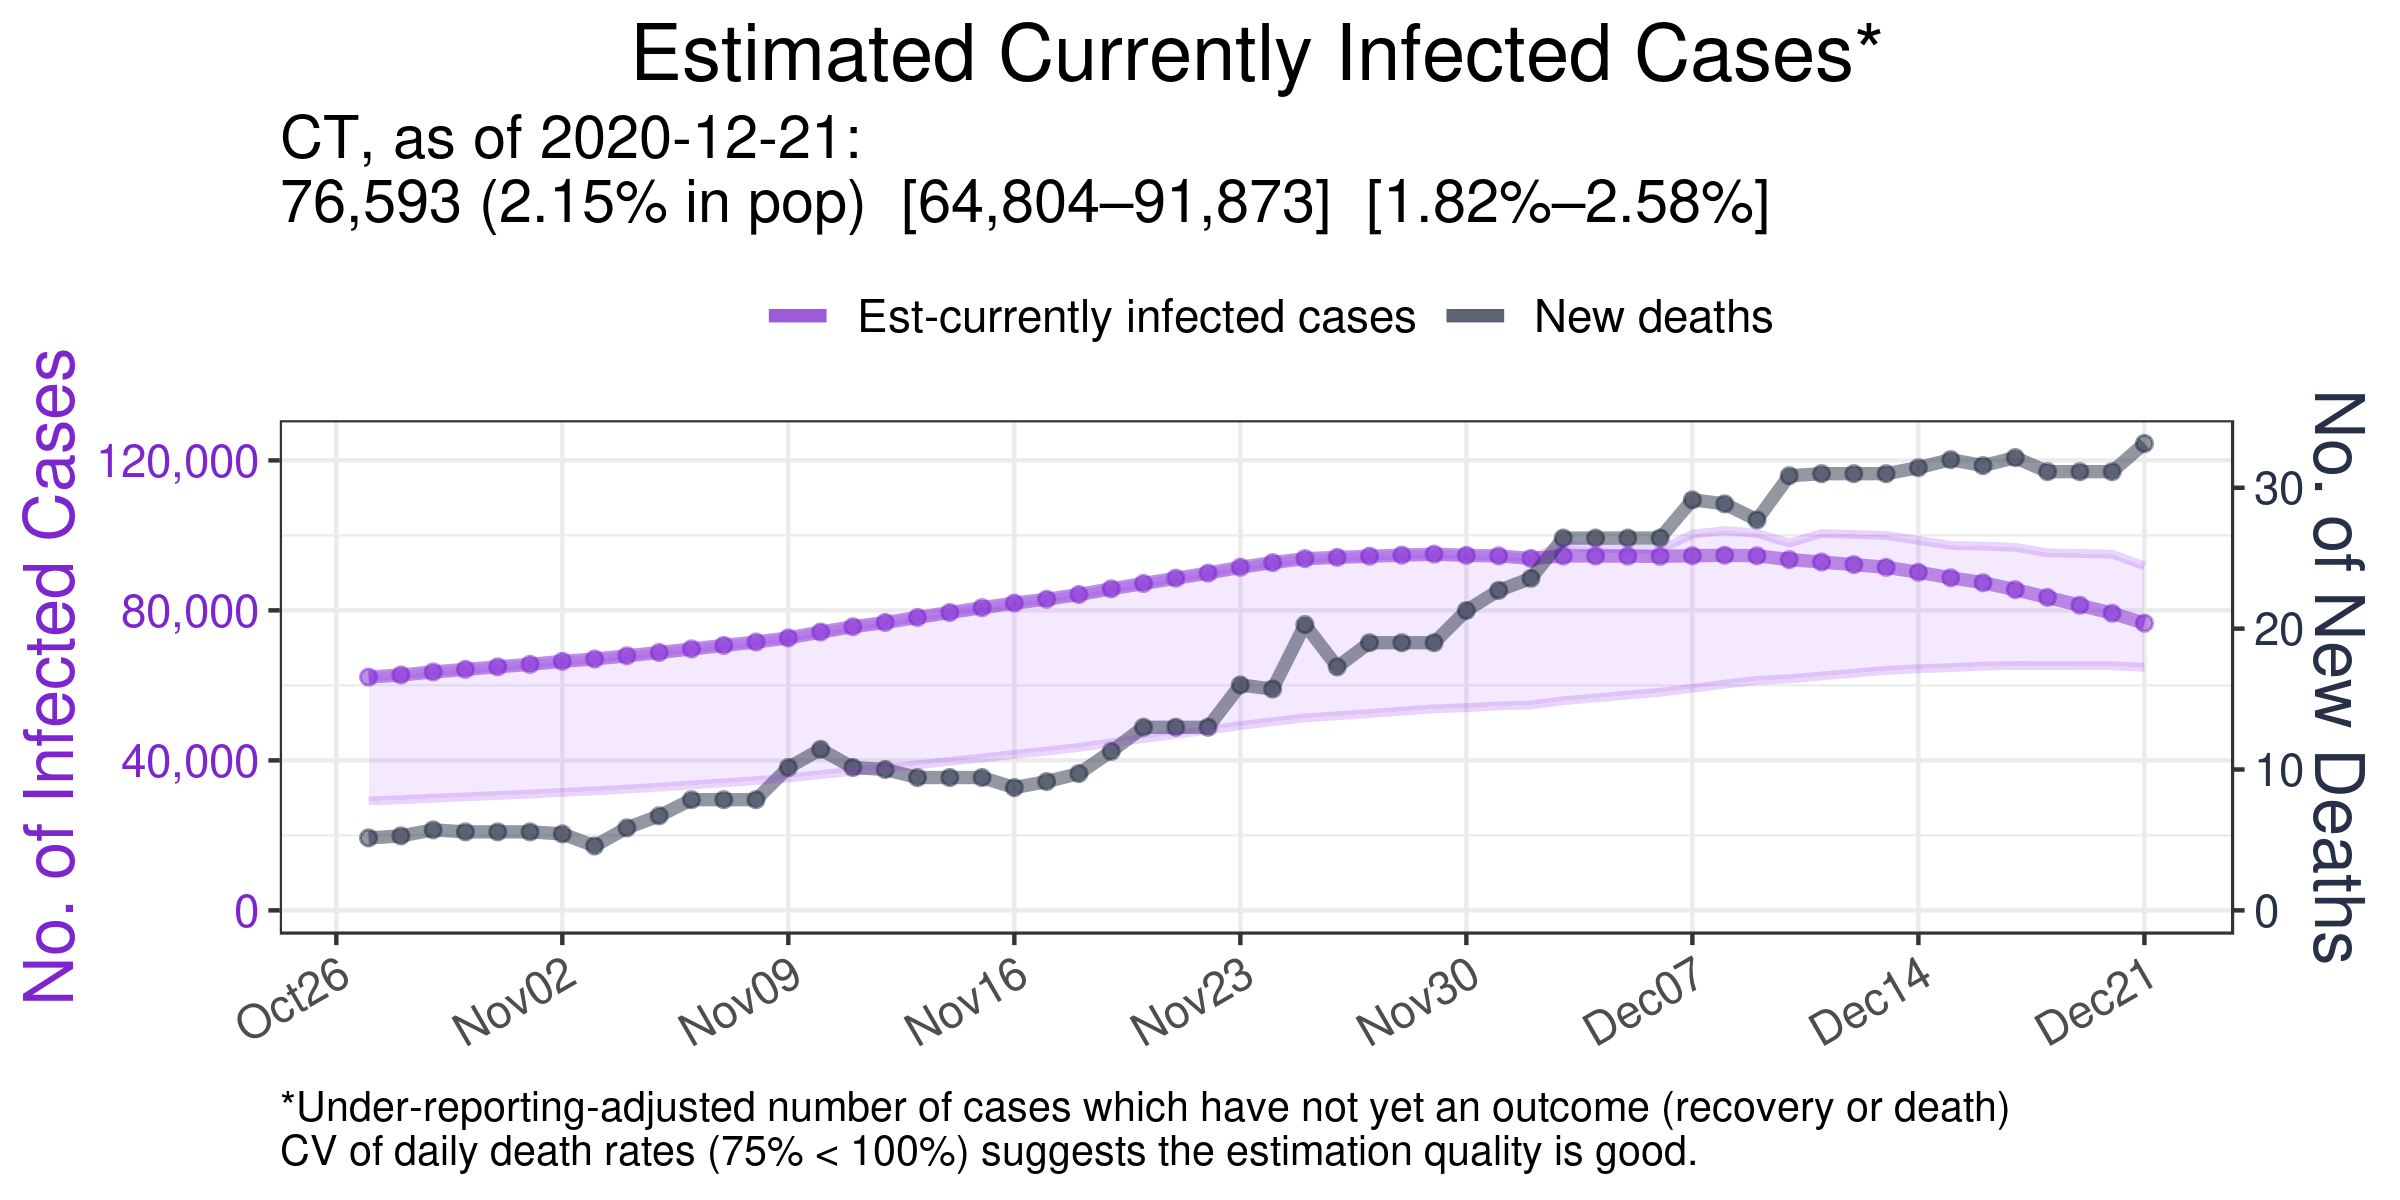 Estimated Currently Infected Cases*
CT, as of 2020-12-21:
76,593 (2.15% in pop)  [64,804–91,873]  [1.82%–2.58%]
Est-currently infected cases
New deaths
No. of Infected Cases
120,000
80,000
40,000
0
30
20
10
0
No. of New Deaths
Oct26
Nov02
Nov09
Nov16
Nov23
Nov30
Dec07
Dec14
Dec21
*Under-reporting-adjusted number of cases which have not yet an outcome (recovery or death)
CV of daily death rates (75% < 100%) suggests the estimation quality is good.